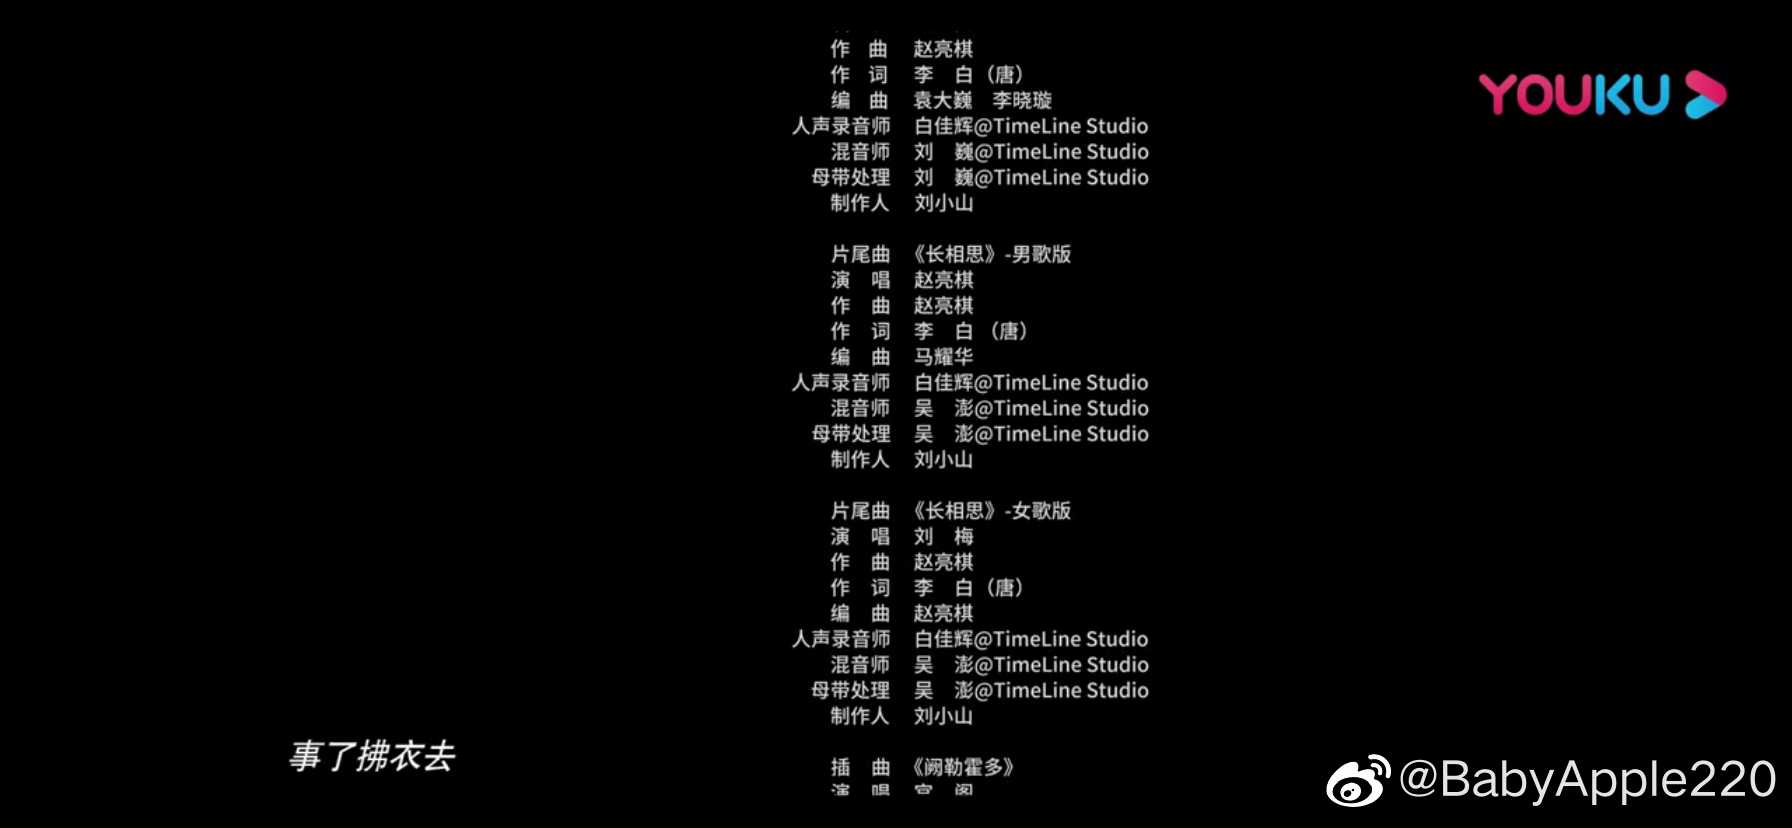 作 曲 赵亮棋
作 词 李 白（唐）
编 曲 袁大巍 李晓璇
人声录音师 白佳辉@TimeLine Studio
混音师 刘 巍@TimeLine Studio
母带处理 刘 巍@TimeLine Studio
制作人 刘小山
片尾曲 《长相思》-男歌版
演 唱 赵亮棋
作 曲 赵亮棋
作 词 李 白（唐）
编 曲 马耀华
人声录音师 白佳辉@TimeLine Studio
混音师 吴 澎@TimeLine Studio
母带处理 吴 澎@TimeLine Studio
制作人 刘小山
片尾曲 《长相思》-女歌版
演 唱 刘 梅
作 曲 赵亮棋
作 词 李 白（唐）
编 曲 赵亮棋
人声录音师 白佳辉@TimeLine Studio
混音师 吴 澎@TimeLine Studio
母带处理 吴 澎@TimeLine Studio
制作人 刘小山
插 曲 《阙勒霍多》
演 唱
事了拂衣去
YOUKU
@BabyApple220